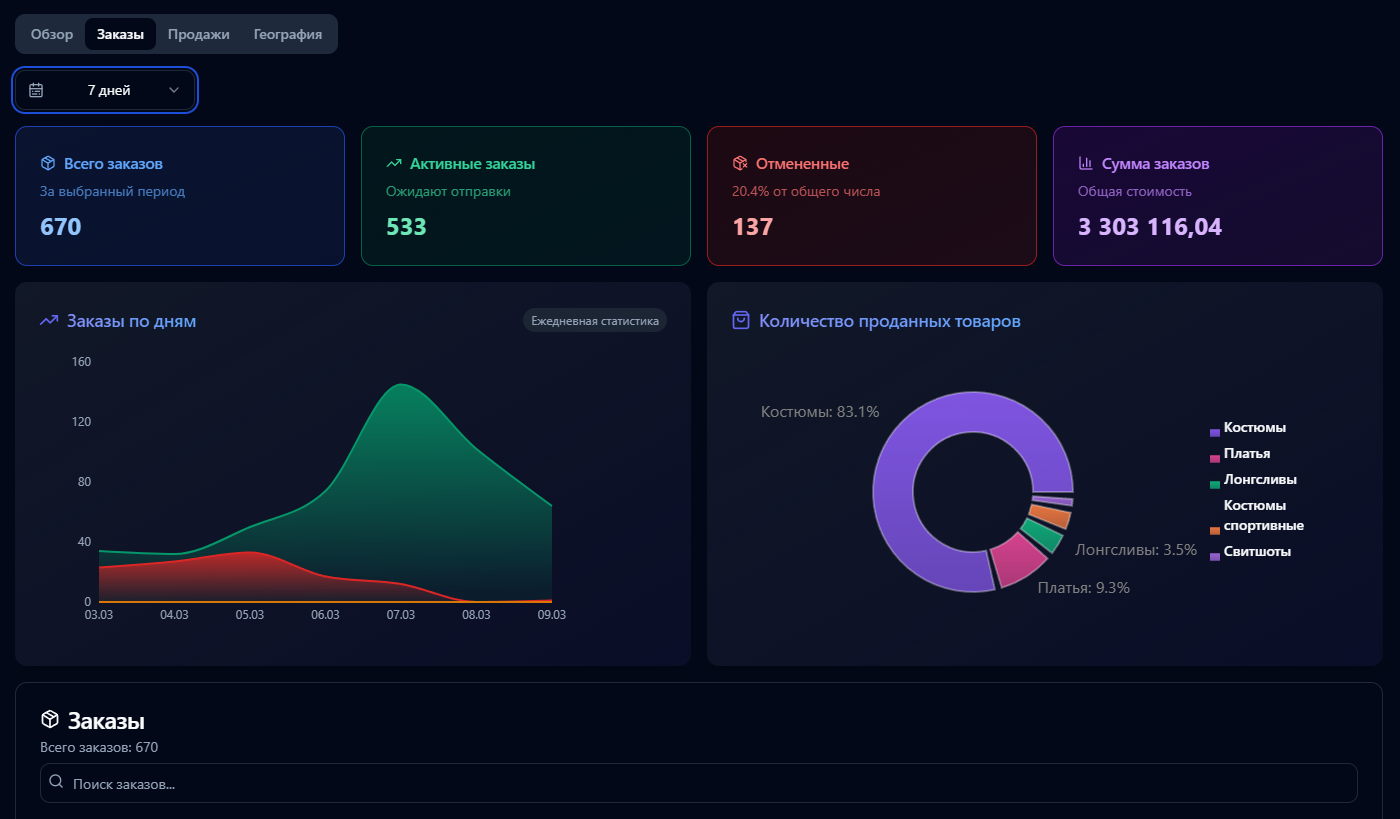 Обзор
Заказы
Продажи
География
7 дней
Всего заказов
За выбранный период
670
Активные заказы
Ожидают отправки
533
Отмененные
20.4% от общего числа
137
Сумма заказов
Общая стоимость
3 303 116,04
Заказы по дням
Ежедневная статистика
160
120
80
40
0
03.03
04.03
05.03
06.03
07.03
08.03
09.03
Количество проданных товаров
Костюмы: 83.1%
Лонгсливы: 3.5%
Платья: 9.3%
Костюмы
Платья
Лонгсливы
Костюмы
спортивные
Свитшоты
Заказы
Всего заказов: 670
Поиск заказов...